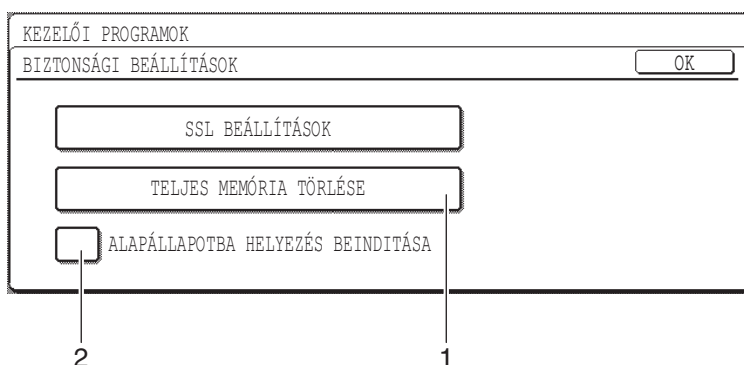 KEZELŐI PROGRAMOK
BIZTONSÁGI BEÁLLÍTÁSOK OK
SSL BEÁLLÍTÁSOK
TELJES MEMÓRIA TÖRLÉSE
ALAPÁLLAPOTBA HELYEZÉS BEINDITÁSA
2 1